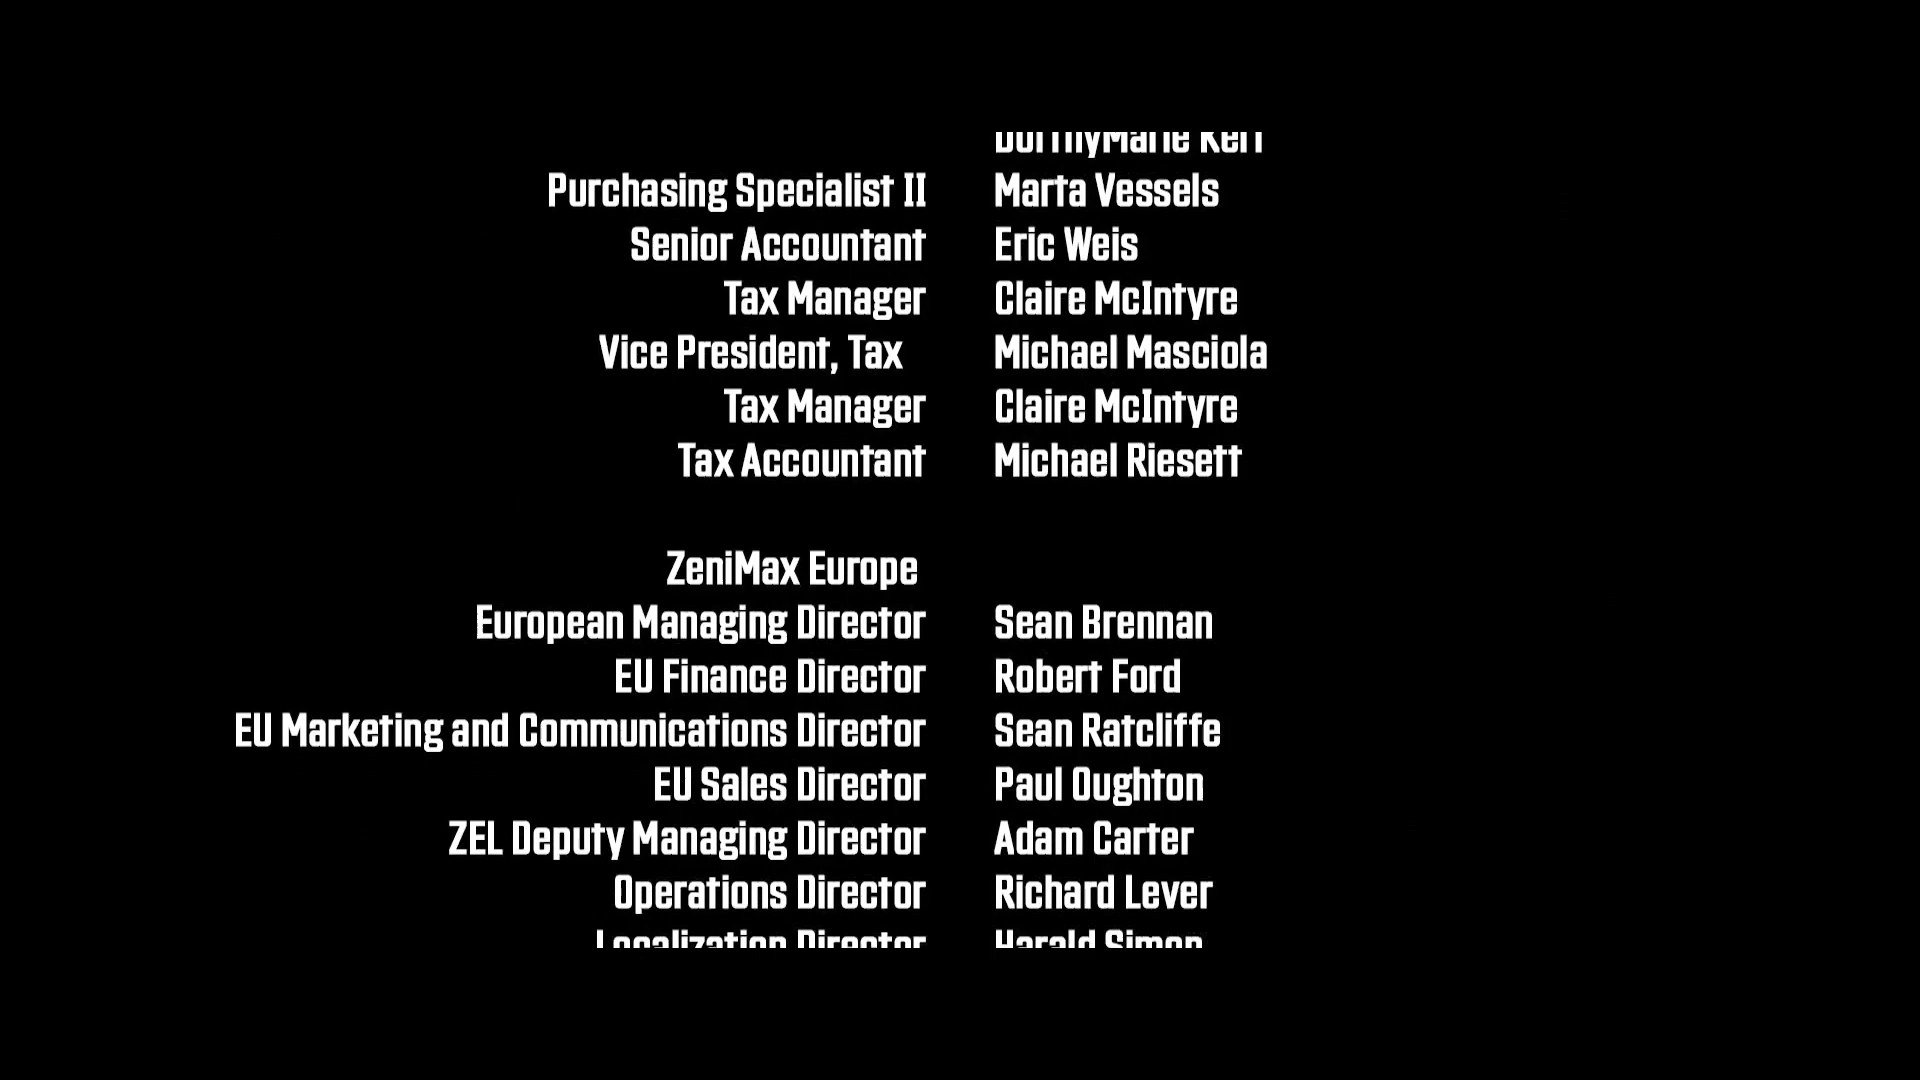 DorthyMarie Kerr
Purchasing Specialist II Marta Vessels
Senior Accountant Eric Weis
Tax Manager Claire McIntyre
Vice President, Tax Michael Masciola
Tax Manager Claire McIntyre
Tax Accountant Michael Riesett
ZeniMax Europe
European Managing Director Sean Brennan
EU Finance Director Robert Ford
EU Marketing and Communications Director Sean Ratcliffe
EU Sales Director Paul Oughton
ZEL Deputy Managing Director Adam Carter
Operations Director Richard Lever
Localization Director Harald Simon